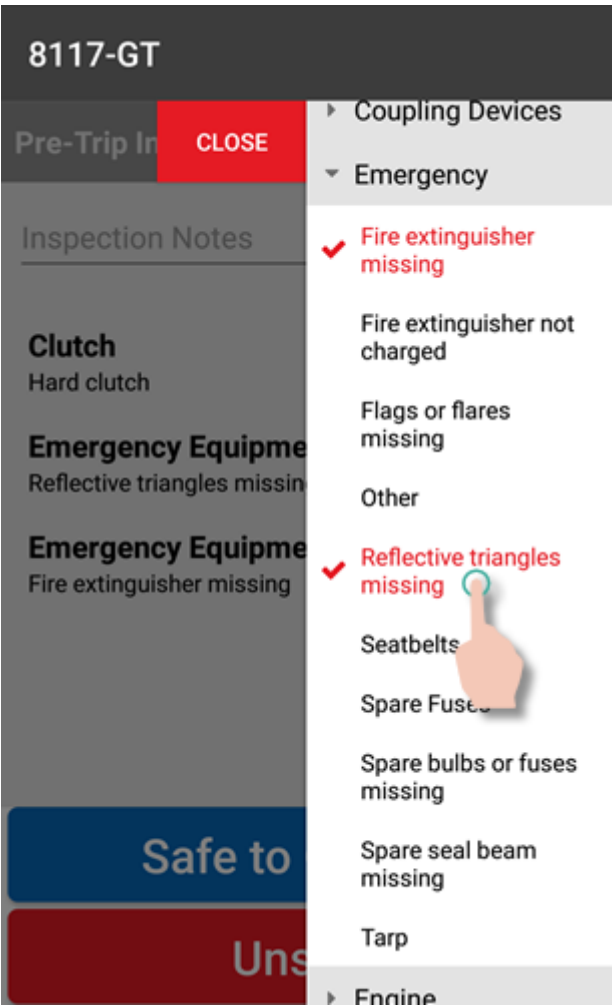 8117-GT
Pre-Trip In
CLOSE
Inspection Notes
Clutch
Hard clutch
Emergency Equipme
Reflective triangles missin
Emergency Equipme
Fire extinguisher missing
Safe to
Uns
Coupling Devices
Emergency
Fire extinguisher
missing
Fire extinguisher not
charged
Flags or flares
missing
Other
Reflective triangles
missing
Seatbelts
Spare Fuses
Spare bulbs or fuses
missing
Spare seal beam
missing
Tarp
Engine